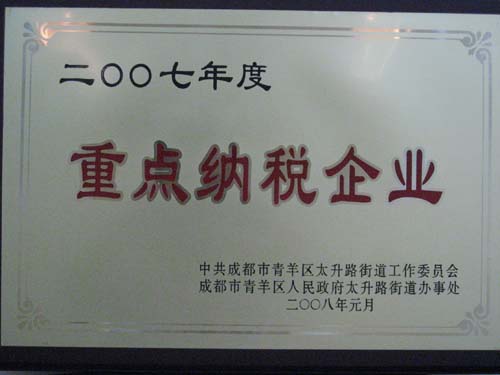 二〇〇七年度
重点纳税企业
中共成都市青羊区太升路街道工作委员会
成都市青羊区人民政府太升路街道办事处
二〇〇八年元月